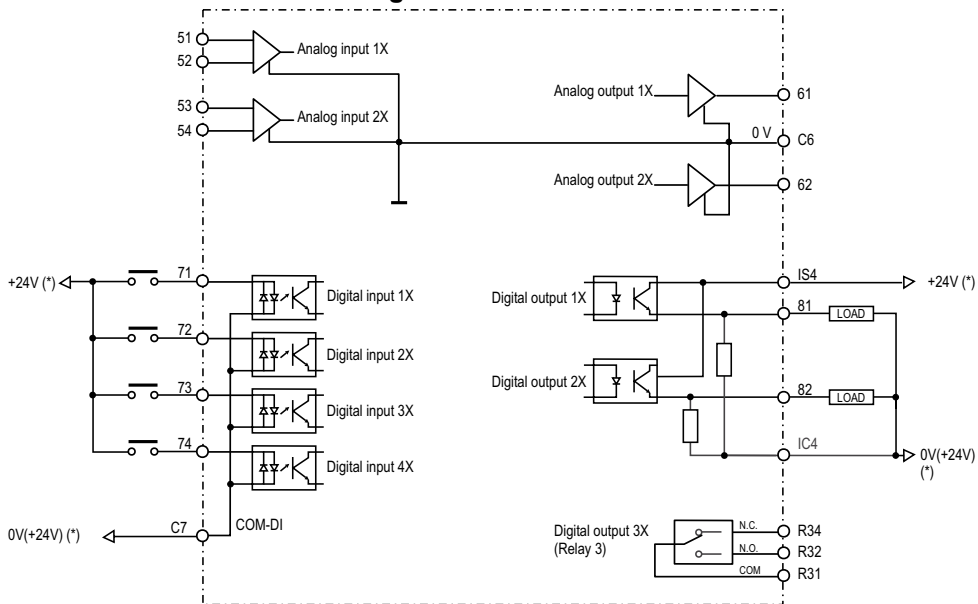 51
52
Analog input 1X
53
54
Analog input 2X
Analog output 1X
61
0 V
C6
Analog output 2X
62
+24V (*)
71
Digital input 1X
72
Digital input 2X
73
Digital input 3X
74
Digital input 4X
0V(+24V) (*)
C7
COM-DI
Digital output 1X
IS4
+24V (*)
81
LOAD
Digital output 2X
82
LOAD
IC4
0V(+24V)
(*)
Digital output 3X
(Relay 3)
N.C.
R34
N.O.
R32
COM
R31